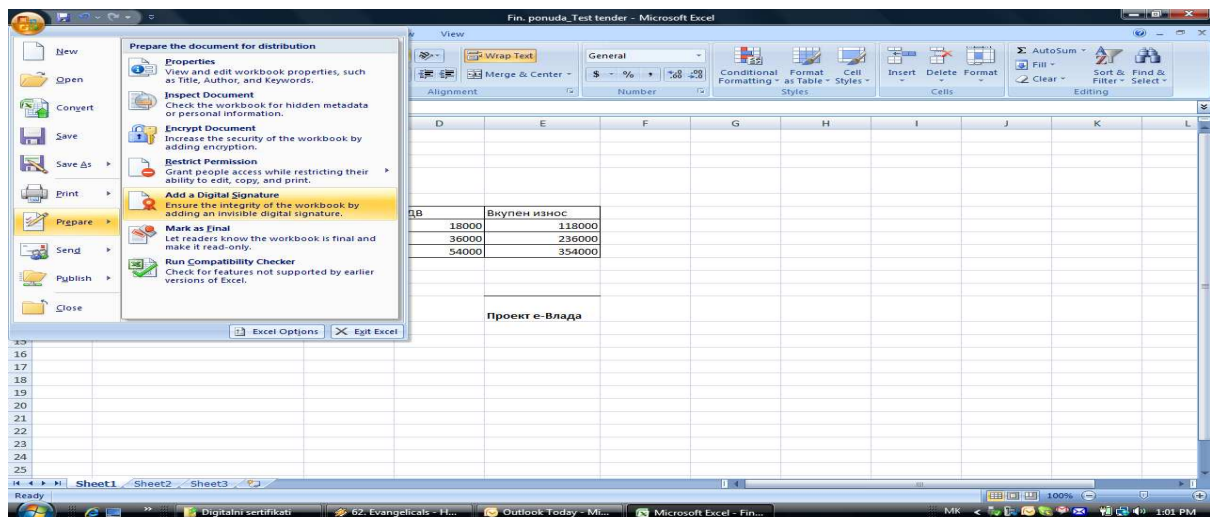 Fin. ponuda_Test tender - Microsoft Excel
View
New
Open
Convert
Save
Save As
Print
Prepare
Send
Publish
Close
Prepare the document for distribution
Properties
View and edit workbook properties, such
as Title, Author, and Keywords.
Inspect Document
Check the workbook for hidden metadata
or personal information.
Encrypt Document
Increase the security of the workbook by
adding encryption.
Restrict Permission
Grant people access while restricting their
ability to edit, copy, and print.
Add a Digital Signature
Ensure the integrity of the workbook by
adding an invisible digital signature.
Mark as Final
Let readers know the workbook is final and
make it read-only.
Run Compatibility Checker
Check for features not supported by earlier
versions of Excel.
Excel Options
Exit Excel
Wrap Text
Merge & Center
Alignment
General
$ % ,
Number
Conditional Formatting
Format as Table
Cell Styles
Styles
Insert
Delete
Format
Cells
Σ AutoSum
Fill
Clear
Sort & Filter
Find & Select
Editing
D E F G H I J K L
ДВ Вкупен износ
18000 118000
36000 236000
54000 354000
Проект е-Влада
15
16
17
18
19
20
21
22
23
24
25
Sheet1 Sheet2 Sheet3
Ready
100%
Digitalni sertifikati
62. Evangelicals - H...
Outlook Today - Mi...
Microsoft Excel - Fin...
MK
1:01 PM